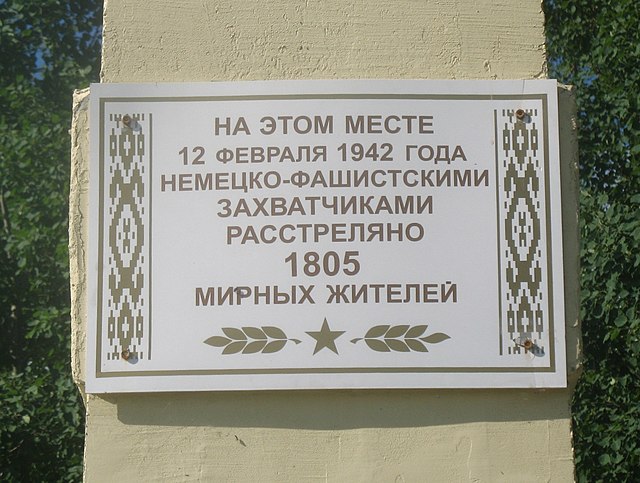 НА ЭТОМ МЕСТЕ
12 ФЕВРАЛЯ 1942 ГОДА
НЕМЕЦКО-ФАШИСТСКИМИ
ЗАХВАТЧИКАМИ
РАССТРЕЛЯНО
1805
МИРНЫХ ЖИТЕЛЕЙ